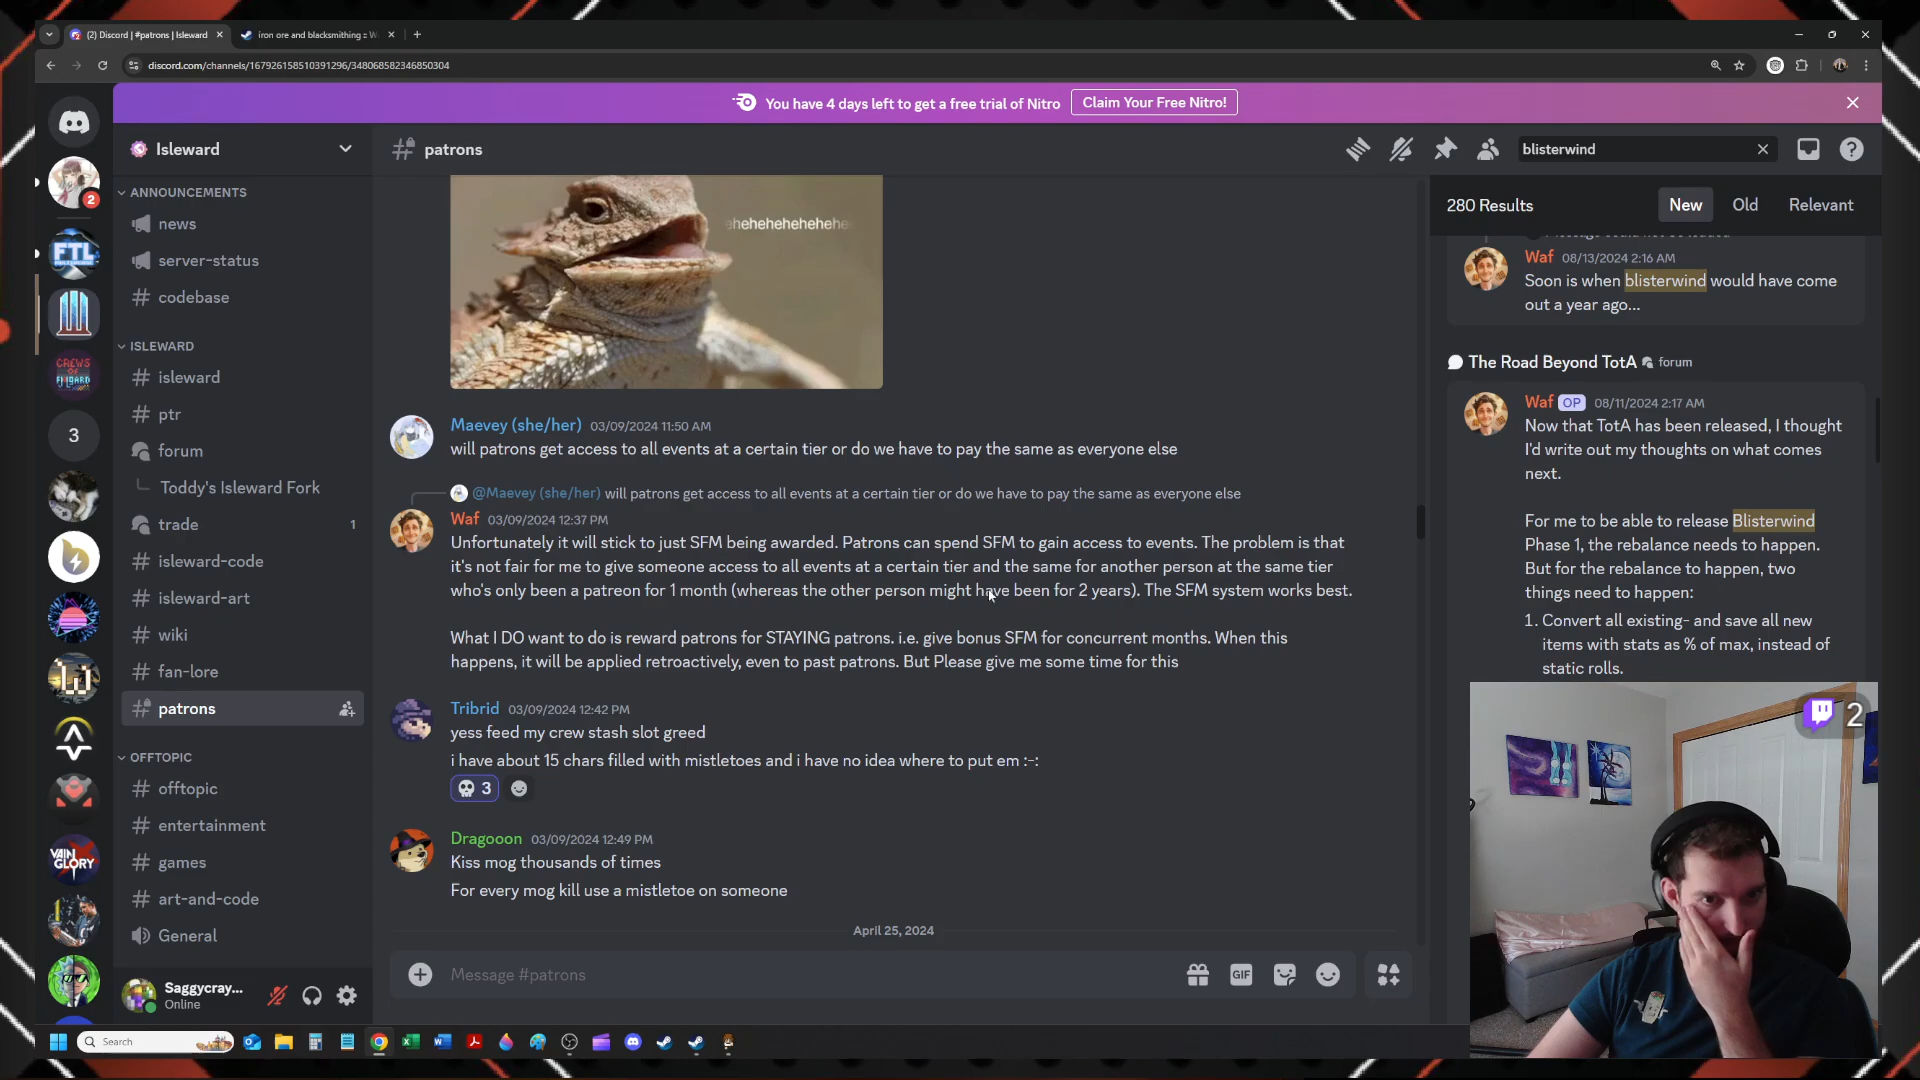 (2) Discord | #patrons | Isleward
iron ore and blacksmithing :: W
discord.com/channels/167926158510391296/348068582346850304
You have 4 days left to get a free trial of Nitro
Claim Your Free Nitro!
Isleward
patrons
blisterwind
ANNOUNCEMENTS
news
server-status
codebase
ISLEWARD
isleward
ptr
forum
Toddy's Isleward Fork
trade
1
isleward-code
isleward-art
wiki
fan-lore
patrons
OFFTOPIC
offtopic
entertainment
games
art-and-code
General
Saggycray...
Online
2
FTL
CREWS
OF
3
VAIN
GLORY
ehehehehehehe
Maevey (she/her) 03/09/2024 11:50 AM
will patrons get access to all events at a certain tier or do we have to pay the same as everyone else
@Maevey (she/her) will patrons get access to all events at a certain tier or do we have to pay the same as everyone else
Waf 03/09/2024 12:37 PM
Unfortunately it will stick to just SFM being awarded. Patrons can spend SFM to gain access to events. The problem is that
it's not fair for me to give someone access to all events at a certain tier and the same for another person at the same tier
who's only been a patreon for 1 month (whereas the other person might have been for 2 years). The SFM system works best.
What I DO want to do is reward patrons for STAYING patrons. i.e. give bonus SFM for concurrent months. When this
happens, it will be applied retroactively, even to past patrons. But Please give me some time for this
Tribrid 03/09/2024 12:42 PM
yess feed my crew stash slot greed
i have about 15 chars filled with mistletoes and i have no idea where to put em :-:
3
Dragooon 03/09/2024 12:49 PM
Kiss mog thousands of times
For every mog kill use a mistletoe on someone
April 25, 2024
Message #patrons
GIF
280 Results
New
Old
Relevant
Waf 08/13/2024 2:16 AM
Soon is when blisterwind would have come
out a year ago...
The Road Beyond TotA forum
Waf OP 08/11/2024 2:17 AM
Now that TotA has been released, I thought
I'd write out my thoughts on what comes
next.
For me to be able to release Blisterwind
Phase 1, the rebalance needs to happen.
But for the rebalance to happen, two
things need to happen:
1. Convert all existing- and save all new
items with stats as % of max, instead of
static rolls.
2
Search